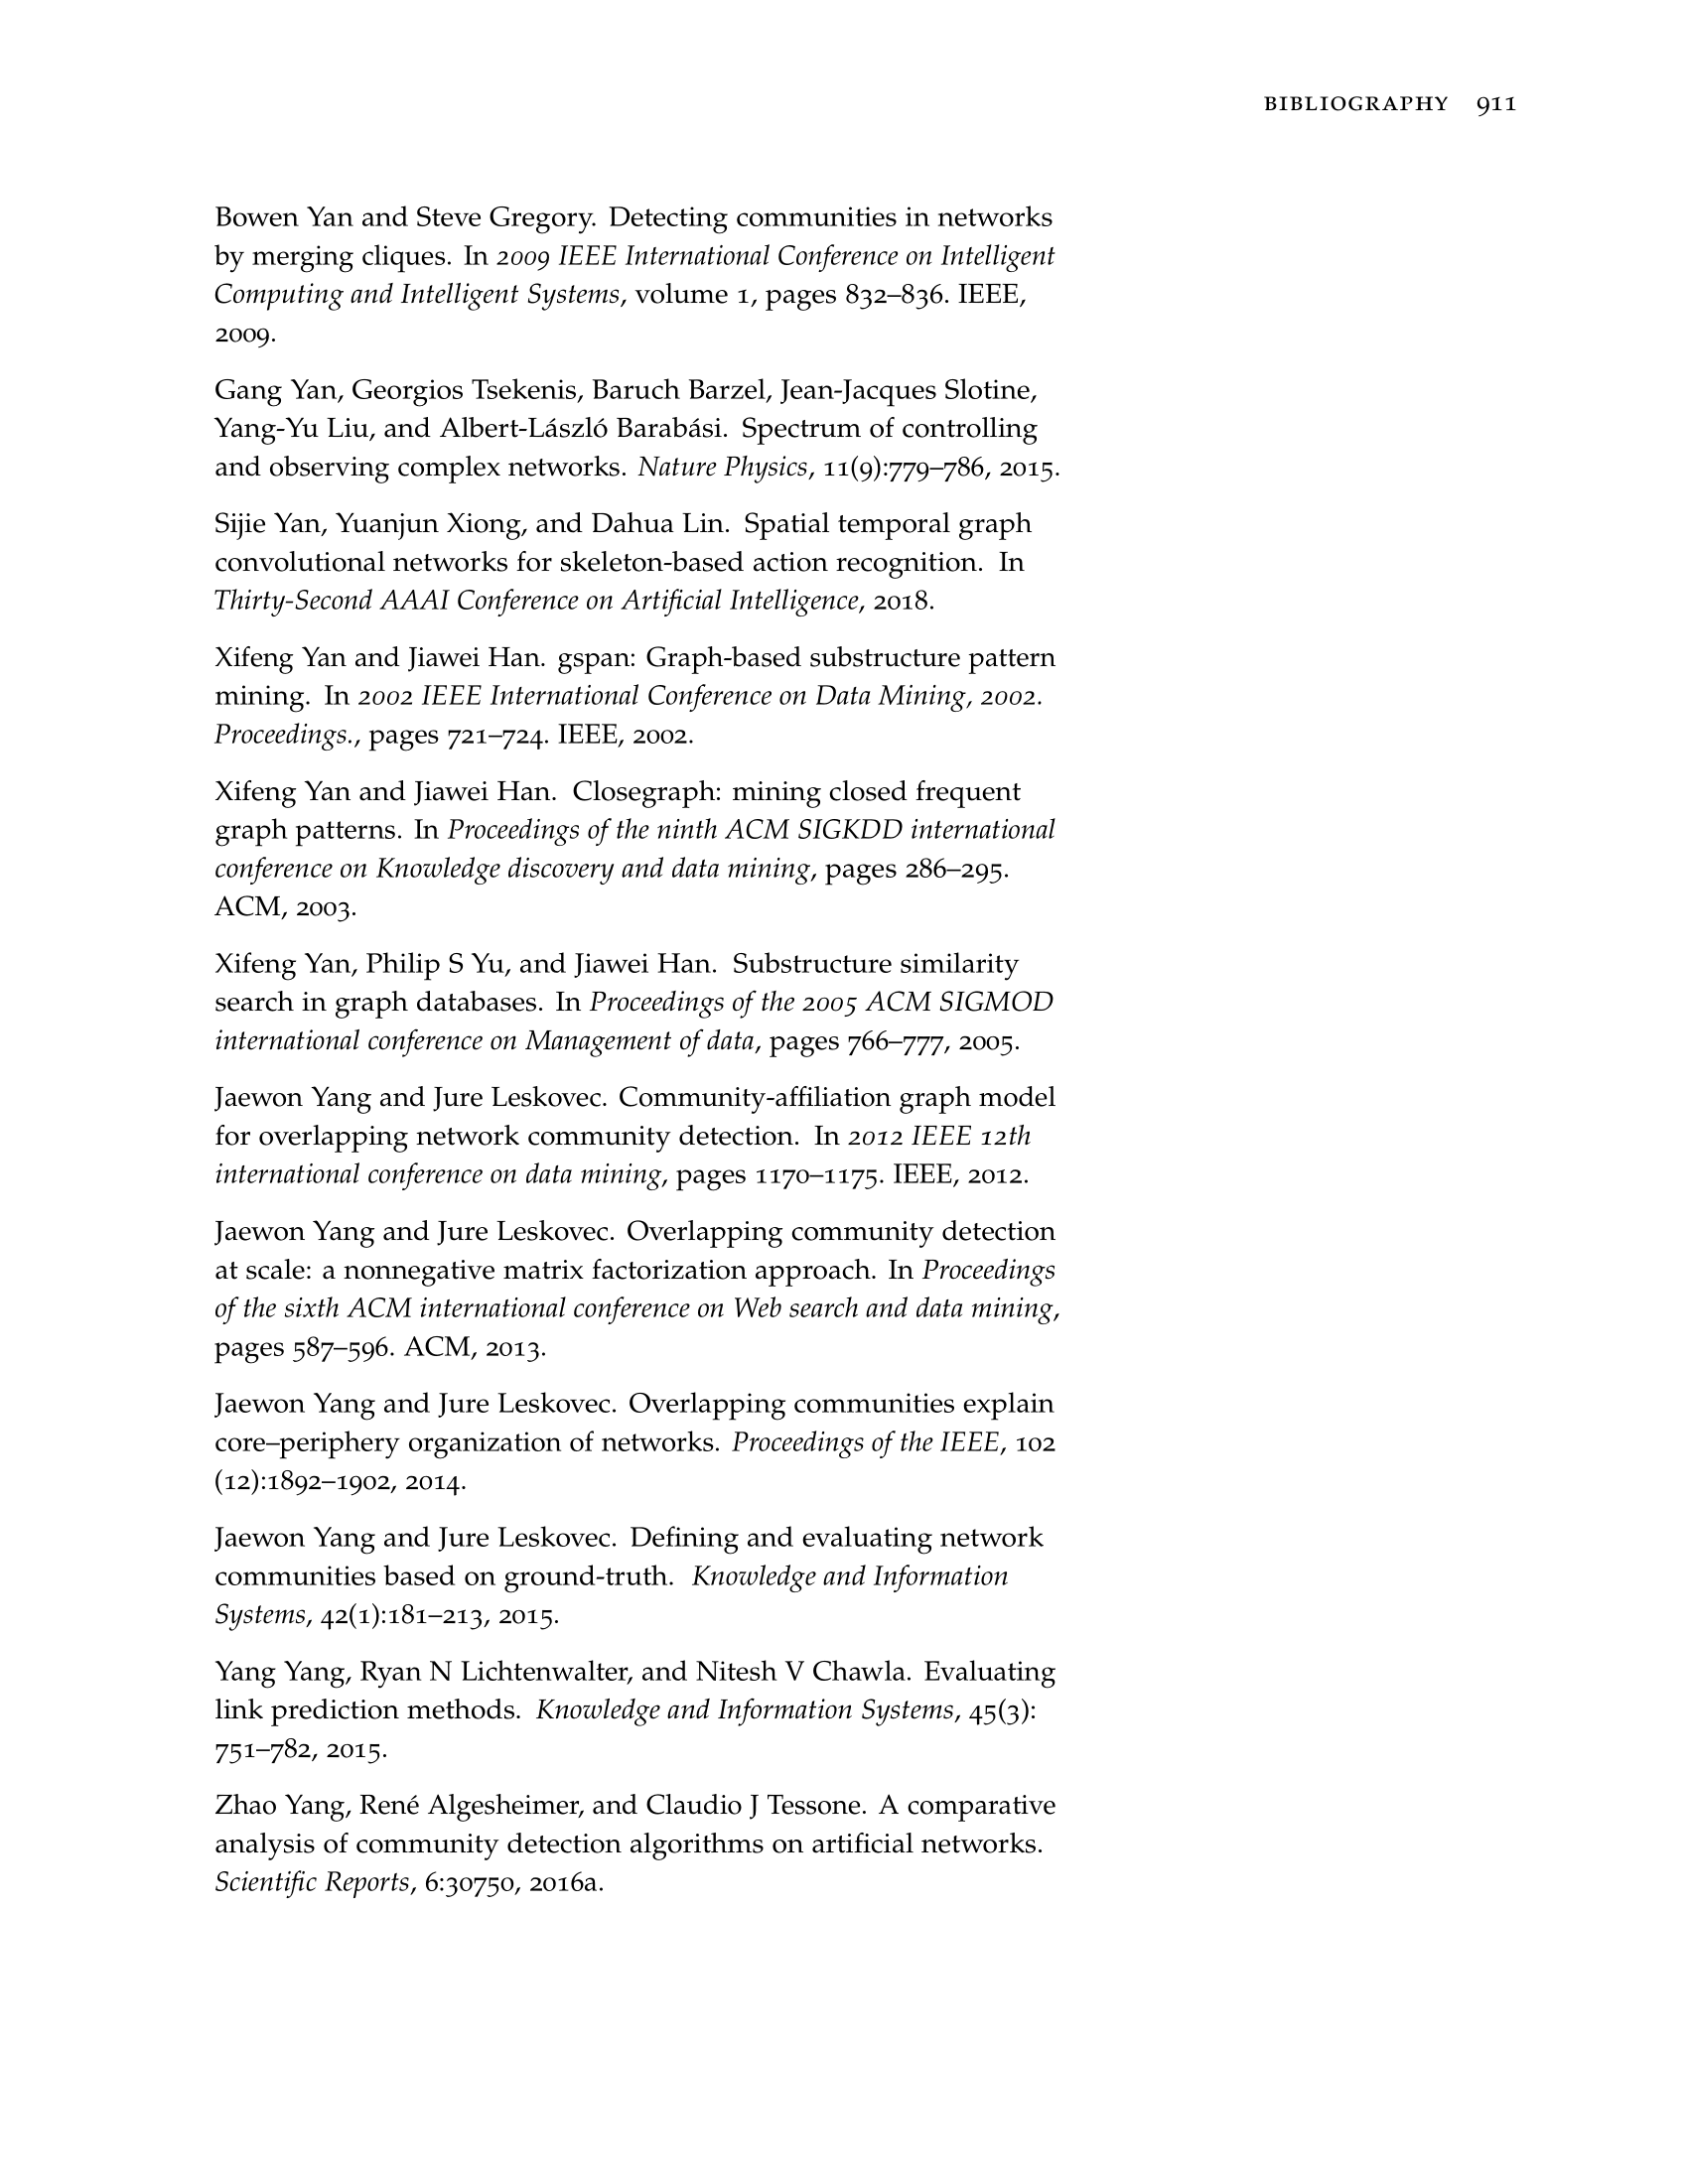 BIBLIOGRAPHY 911
Bowen Yan and Steve Gregory. Detecting communities in networks
by merging cliques. In 2009 IEEE International Conference on Intelligent
Computing and Intelligent Systems, volume 1, pages 832–836. IEEE,
2009.
Gang Yan, Georgios Tsekenis, Baruch Barzel, Jean-Jacques Slotine,
Yang-Yu Liu, and Albert-László Barabási. Spectrum of controlling
and observing complex networks. Nature Physics, 11(9):779–786, 2015.
Sijie Yan, Yuanjun Xiong, and Dahua Lin. Spatial temporal graph
convolutional networks for skeleton-based action recognition. In
Thirty-Second AAAI Conference on Artificial Intelligence, 2018.
Xifeng Yan and Jiawei Han. gspan: Graph-based substructure pattern
mining. In 2002 IEEE International Conference on Data Mining, 2002.
Proceedings., pages 721–724. IEEE, 2002.
Xifeng Yan and Jiawei Han. Closegraph: mining closed frequent
graph patterns. In Proceedings of the ninth ACM SIGKDD international
conference on Knowledge discovery and data mining, pages 286–295.
ACM, 2003.
Xifeng Yan, Philip S Yu, and Jiawei Han. Substructure similarity
search in graph databases. In Proceedings of the 2005 ACM SIGMOD
international conference on Management of data, pages 766–777, 2005.
Jaewon Yang and Jure Leskovec. Community-affiliation graph model
for overlapping network community detection. In 2012 IEEE 12th
international conference on data mining, pages 1170–1175. IEEE, 2012.
Jaewon Yang and Jure Leskovec. Overlapping community detection
at scale: a nonnegative matrix factorization approach. In Proceedings
of the sixth ACM international conference on Web search and data mining,
pages 587–596. ACM, 2013.
Jaewon Yang and Jure Leskovec. Overlapping communities explain
core–periphery organization of networks. Proceedings of the IEEE, 102
(12):1892–1902, 2014.
Jaewon Yang and Jure Leskovec. Defining and evaluating network
communities based on ground-truth. Knowledge and Information
Systems, 42(1):181–213, 2015.
Yang Yang, Ryan N Lichtenwalter, and Nitesh V Chawla. Evaluating
link prediction methods. Knowledge and Information Systems, 45(3):
751–782, 2015.
Zhao Yang, René Algesheimer, and Claudio J Tessone. A comparative
analysis of community detection algorithms on artificial networks.
Scientific Reports, 6:30750, 2016a.